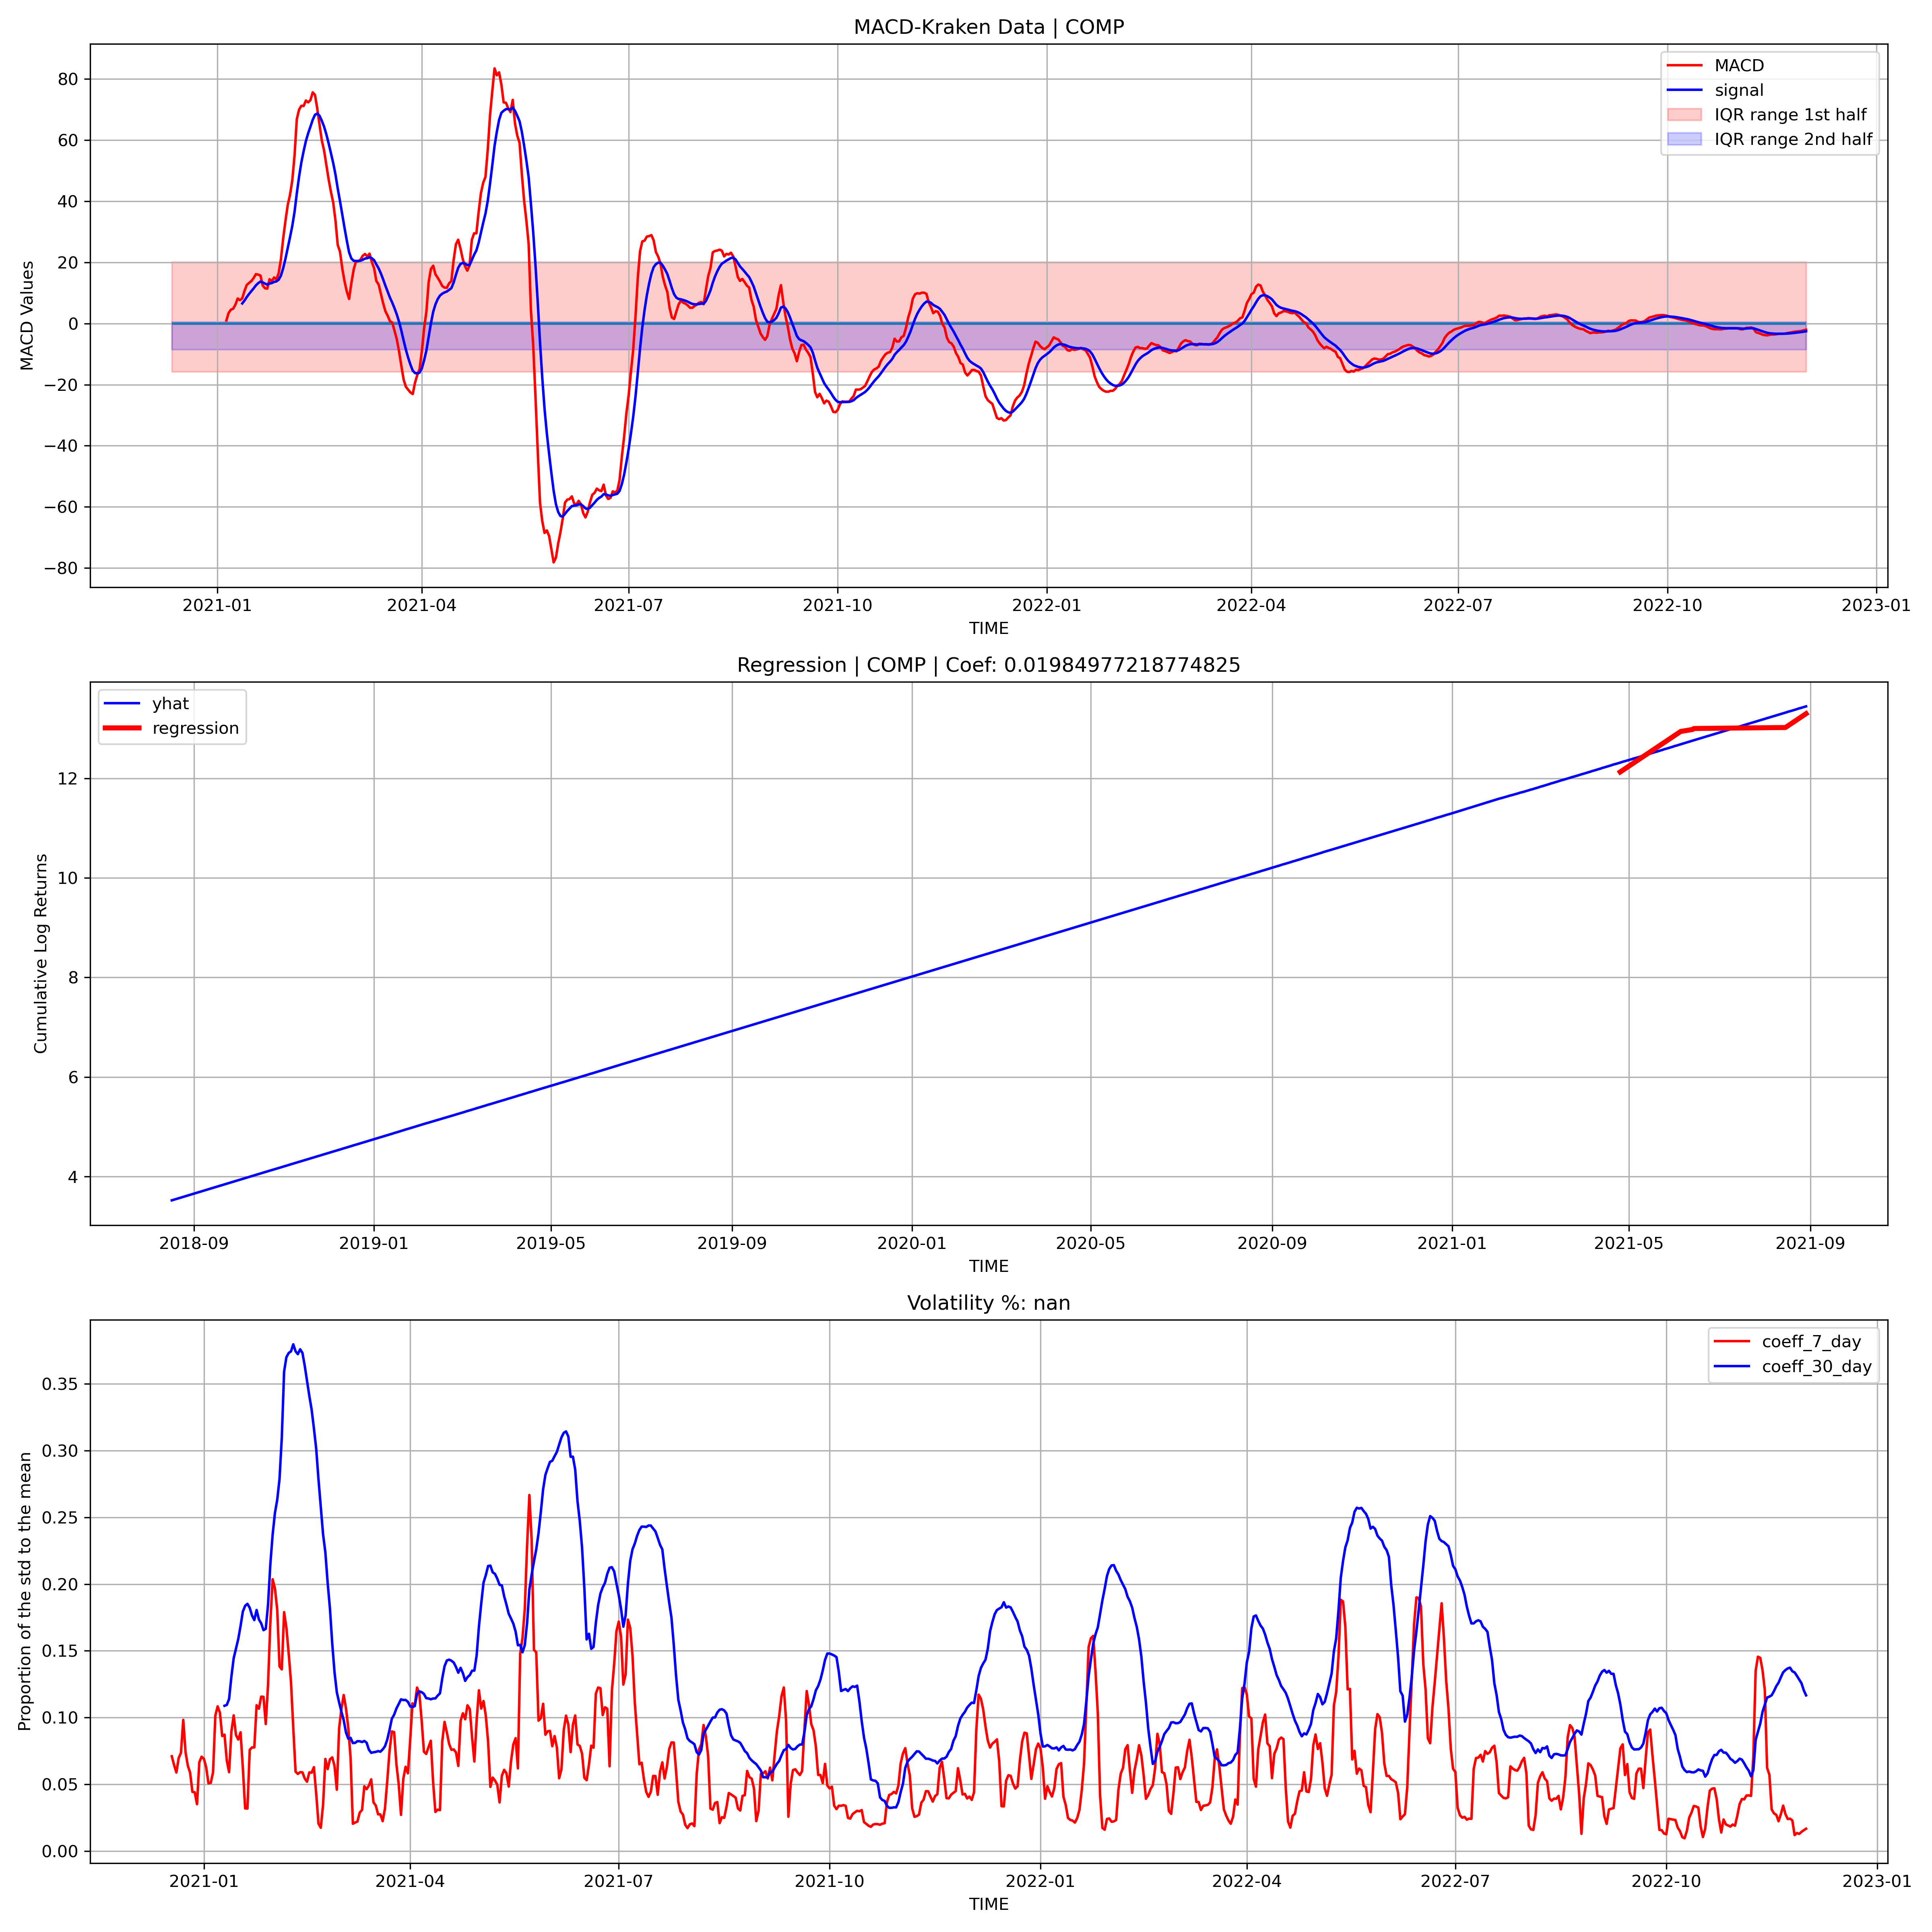 MACD-Kraken Data | COMP
MACD Values
80
60
40
20
0
−20
−40
−60
−80
MACD
signal
IQR range 1st half
IQR range 2nd half
2021-01
2021-04
2021-07
2021-10
2022-01
2022-04
2022-07
2022-10
2023-01
TIME
Regression | COMP | Coef: 0.01984977218774825
Cumulative Log Returns
12
10
8
6
4
yhat
regression
2018-09
2019-01
2019-05
2019-09
2020-01
2020-05
2020-09
2021-01
2021-05
2021-09
TIME
Volatility %: nan
Proportion of the std to the mean
0.35
0.30
0.25
0.20
0.15
0.10
0.05
0.00
coeff_7_day
coeff_30_day
2021-01
2021-04
2021-07
2021-10
2022-01
2022-04
2022-07
2022-10
2023-01
TIME